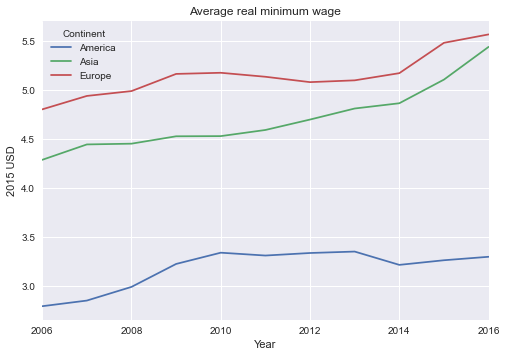 Average real minimum wage
Continent
America
Asia
Europe
5.5
5.0
4.5
4.0
3.5
3.0
2015 USD
2006 2008 2010 2012 2014 2016
Year